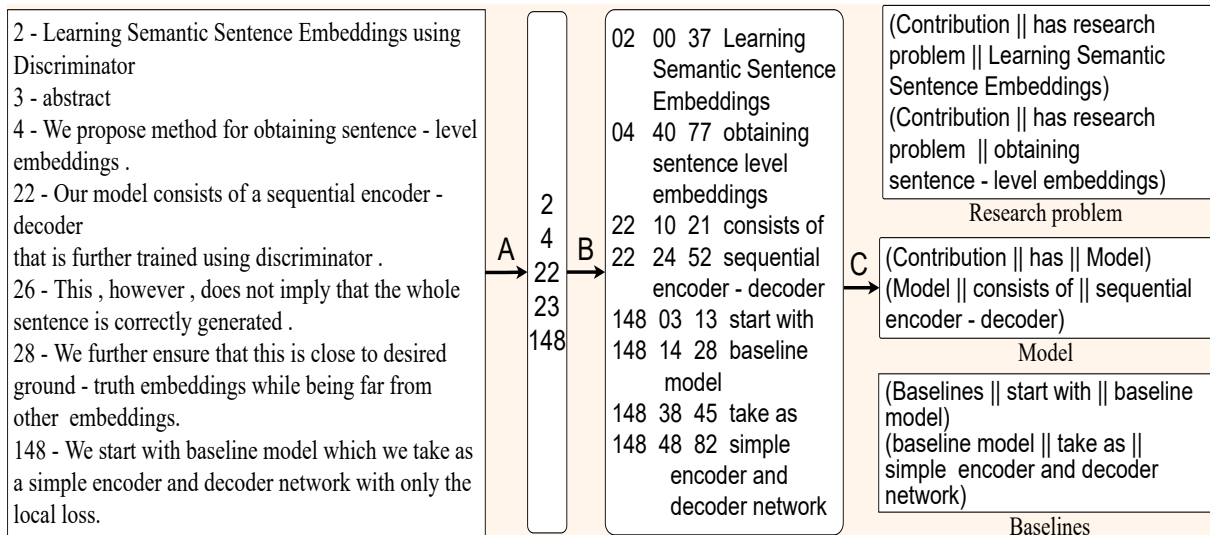 2 - Learning Semantic Sentence Embeddings using
Discriminator
3 - abstract
4 - We propose method for obtaining sentence - level
embeddings .
22 - Our model consists of a sequential encoder -
decoder
that is further trained using discriminator .
26 - This , however , does not imply that the whole
sentence is correctly generated .
28 - We further ensure that this is close to desired
ground - truth embeddings while being far from
other embeddings.
148 - We start with baseline model which we take as
a simple encoder and decoder network with only the
local loss.
A
2
4
22
23
148
B
02 00 37 Learning
Semantic Sentence
Embeddings
04 40 77 obtaining
sentence level
embeddings
22 10 21 consists of
22 24 52 sequential
encoder - decoder
148 03 13 start with
148 14 28 baseline
model
148 38 45 take as
148 48 82 simple
encoder and
decoder network
C
(Contribution || has research
problem || Learning Semantic
Sentence Embeddings)
(Contribution || has research
problem || obtaining
sentence - level embeddings)
Research problem
(Contribution || has || Model)
(Model || consists of || sequential
encoder - decoder)
Model
(Baselines || start with || baseline
model)
(baseline model || take as ||
simple encoder and decoder
network)
Baselines